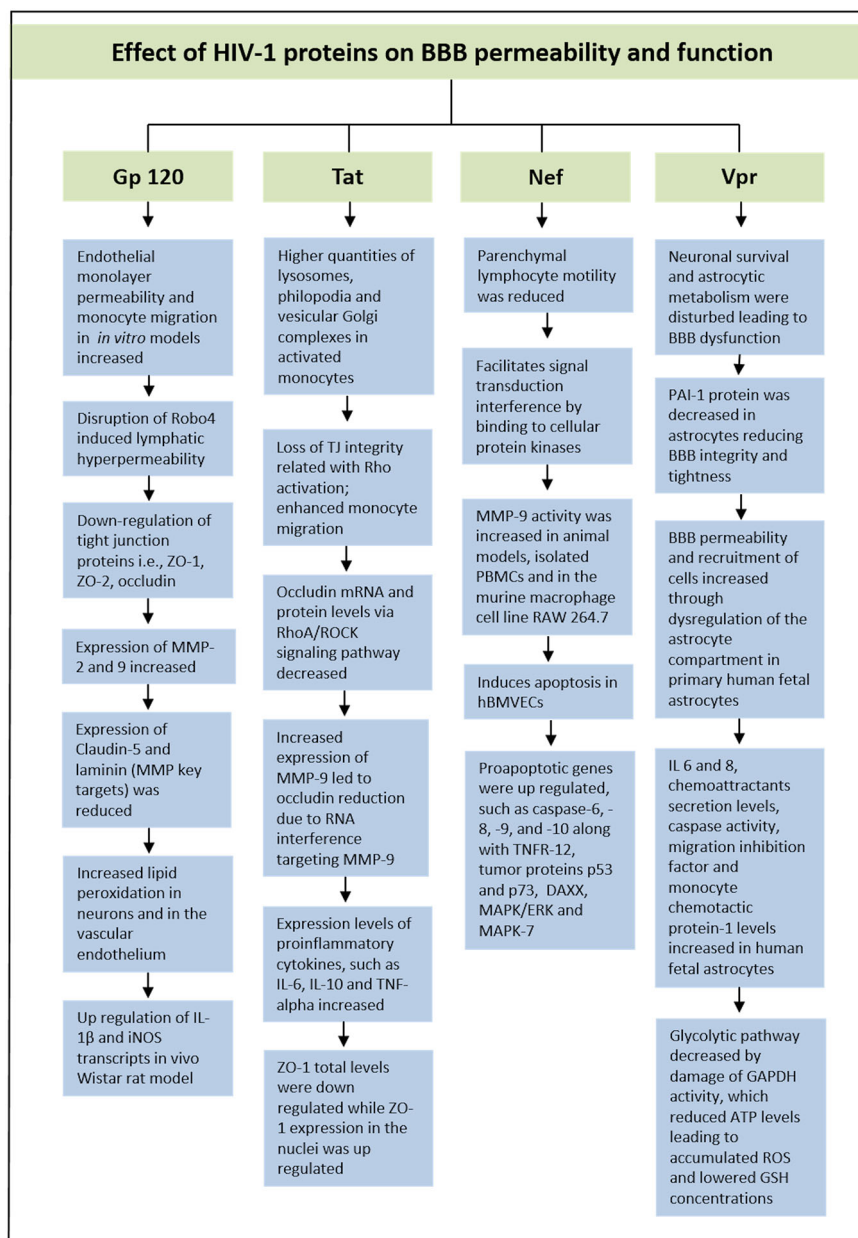 Effect of HIV-1 proteins on BBB permeability and function
Gp 120
Endothelial
monolayer
permeability and
monocyte migration
in in vitro models
increased
Disruption of Robo4
induced lymphatic
hyperpermeability
Down-regulation of
tight junction
proteins i.e., ZO-1,
ZO-2, occludin
Expression of MMP-
2 and 9 increased
Expression of
Claudin-5 and
laminin (MMP key
targets) was
reduced
Increased lipid
peroxidation in
neurons and in the
vascular
endothelium
Up regulation of IL-
1β and iNOS
transcripts in vivo
Wistar rat model
Tat
Higher quantities of
lysosomes,
philopodia and
vesicular Golgi
complexes in
activated
monocytes
Loss of TJ integrity
related with Rho
activation;
enhanced monocyte
migration
Occludin mRNA and
protein levels via
RhoA/ROCK
signaling pathway
decreased
Increased
expression of
MMP-9 led to
occludin reduction
due to RNA
interference
targeting MMP-9
Expression levels of
proinflammatory
cytokines, such as
IL-6, IL-10 and TNF-
alpha increased
ZO-1 total levels
were down
regulated while ZO-
1 expression in the
nuclei was up
regulated
Nef
Parenchymal
lymphocyte motility
was reduced
Facilitates signal
transduction
interference by
binding to cellular
protein kinases
MMP-9 activity was
increased in animal
models, isolated
PBMCs and in the
murine macrophage
cell line RAW 264.7
Induces apoptosis in
hBMVECs
Proapoptotic genes
were up regulated,
such as caspase-6, -
8, -9, and -10 along
with TNFR-12,
tumor proteins p53
and p73, DAXX,
MAPK/ERK and
MAPK-7
Vpr
Neuronal survival
and astrocytic
metabolism were
disturbed leading to
BBB dysfunction
PAI-1 protein was
decreased in
astrocytes reducing
BBB integrity and
tightness
BBB permeability
and recruitment of
cells increased
through
dysregulation of the
astrocyte
compartment in
primary human fetal
astrocytes
IL 6 and 8,
chemoattractants
secretion levels,
caspase activity,
migration inhibition
factor and
monocyte
chemotactic
protein-1 levels
increased in human
fetal astrocytes
Glycolytic pathway
decreased by
damage of GAPDH
activity, which
reduced ATP levels
leading to
accumulated ROS
and lowered GSH
concentrations